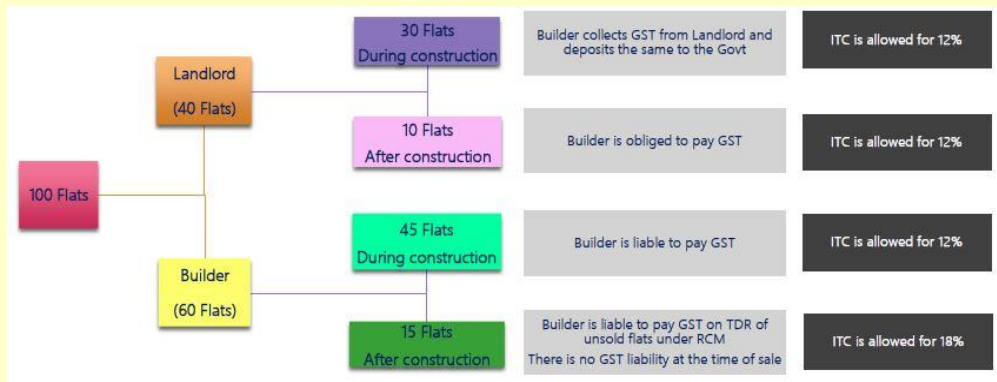 100 Flats
Landlord
(40 Flats)
Builder
(60 Flats)
30 Flats
During construction
Builder collects GST from Landlord and
deposits the same to the Govt
ITC is allowed for 12%
10 Flats
After construction
Builder is obliged to pay GST
ITC is allowed for 12%
45 Flats
During construction
Builder is liable to pay GST
ITC is allowed for 12%
15 Flats
After construction
Builder is liable to pay GST on TDR of
unsold flats under RCM
There is no GST liability at the time of sale
ITC is allowed for 18%